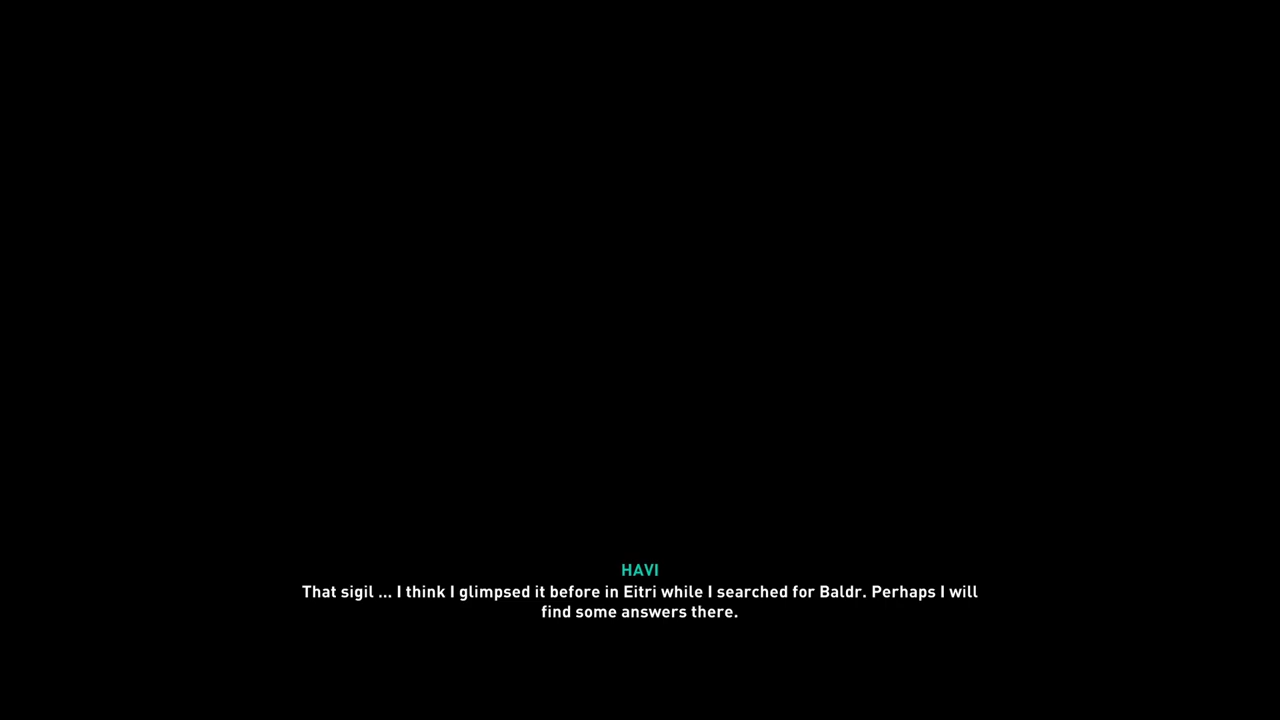 HAVI
That sigil ... I think I glimpsed it before in Eitri while I searched for Baldr. Perhaps I will
find some answers there.